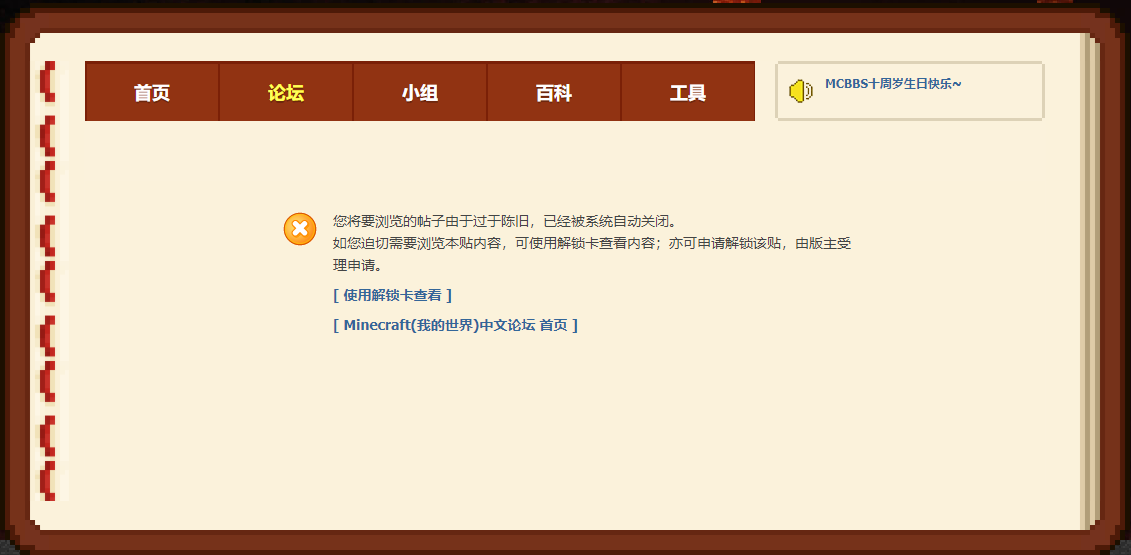 首页 论坛 小组 百科 工具
MCBBS十周岁生日快乐~
您将要浏览的帖子由于过于陈旧，已经被系统自动关闭。
如您迫切需要浏览本贴内容，可使用解锁卡查看内容；亦可申请解锁该贴，由版主受
理申请。
[ 使用解锁卡查看 ]
[ Minecraft(我的世界)中文论坛 首页 ]